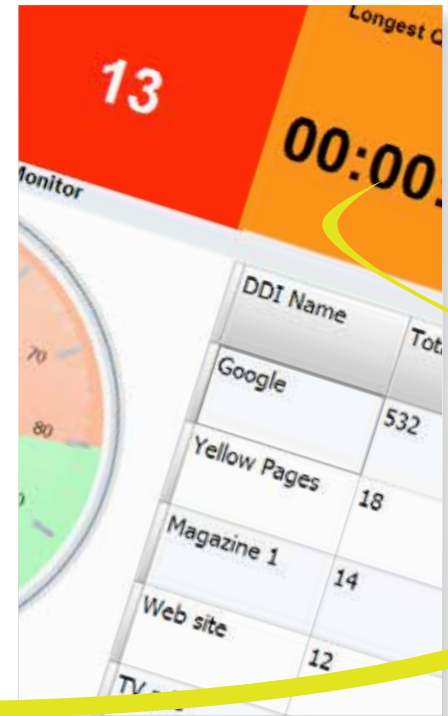 Longest
13
00:00:
Monitor
DDI Name
Google 532
Yellow Pages 18
Magazine 1 14
Web site 12
TV
70
80